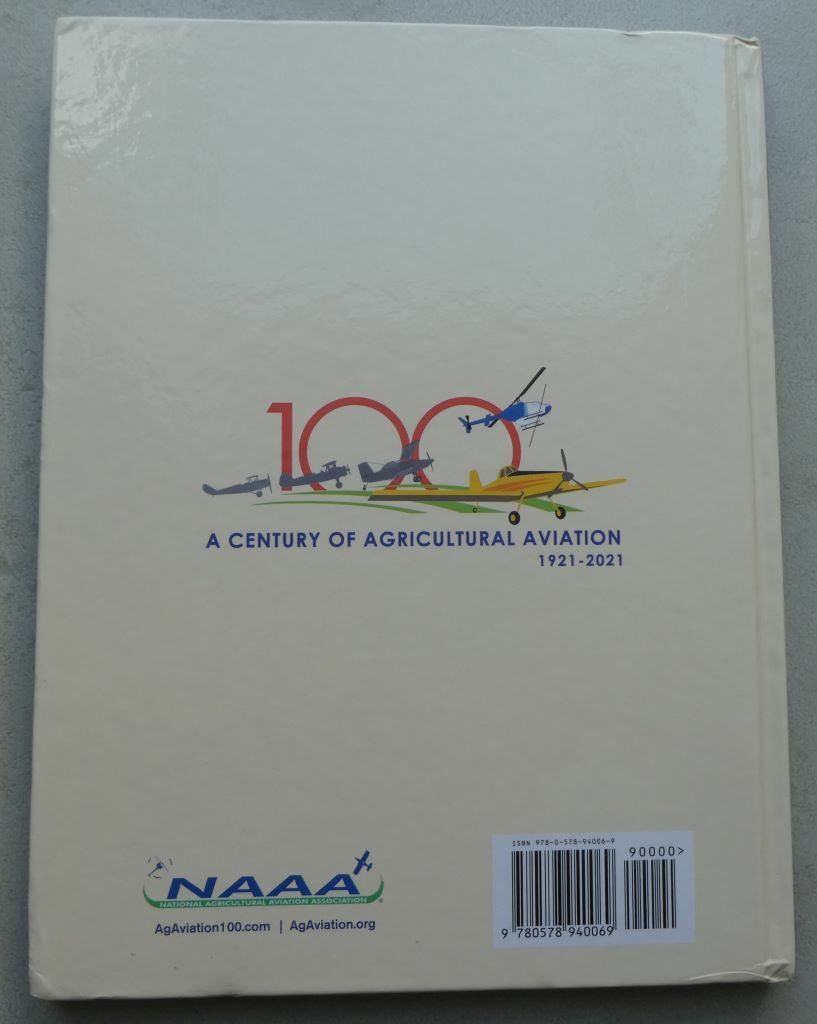 100
A CENTURY OF AGRICULTURAL AVIATION
1921-2021
NAAA
NATIONAL AGRICULTURAL AVIATION ASSOCIATION
AgAviation100.com | AgAviation.org
ISBN 978-0-578-94006-9
90000>
9 780578 940069